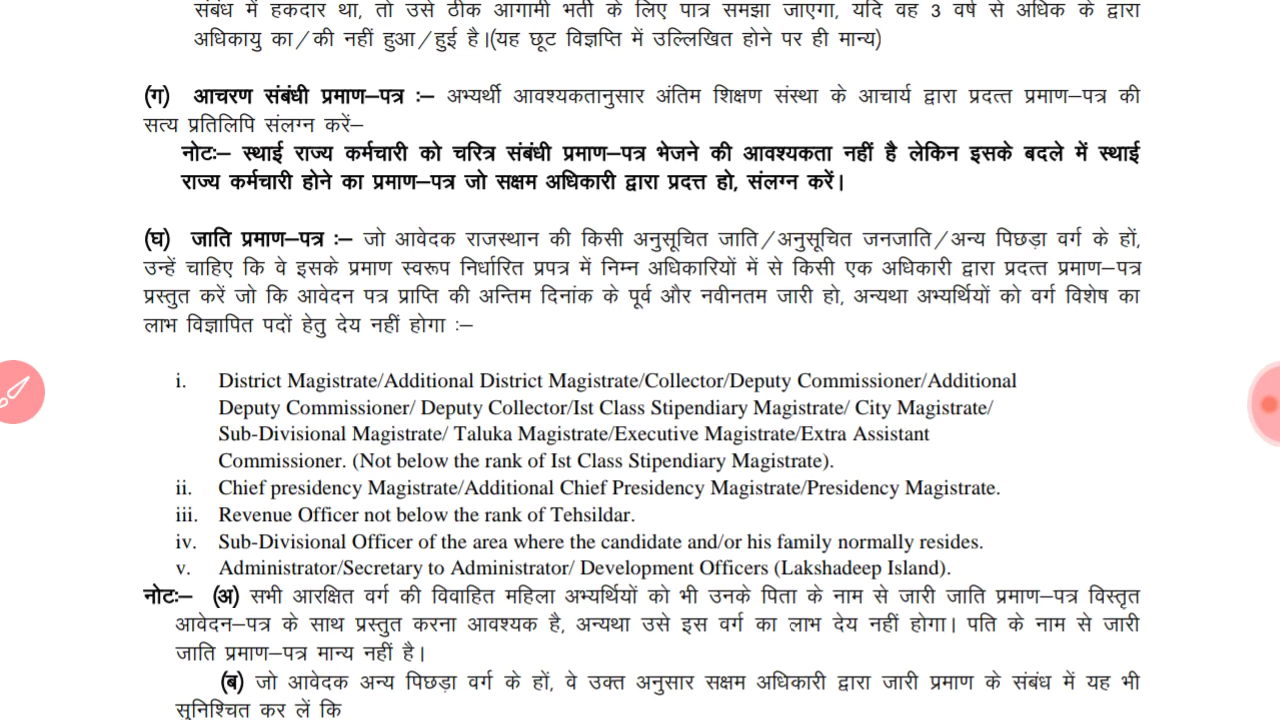 संबंध में हकदार था, तो उसे ठीक आगामी भर्ती के लिए पात्र समझा जाएगा, यदि वह 3 वर्ष से अधिक के द्वारा
अधिकायु का/की नहीं हुआ/हुई है।(यह छूट विज्ञप्ति में उल्लिखित होने पर ही मान्य)
(ग) आचरण संबंधी प्रमाण–पत्र :– अभ्यर्थी आवश्यकतानुसार अंतिम शिक्षण संस्था के आचार्य द्वारा प्रदत्त प्रमाण–पत्र की
सत्य प्रतिलिपि संलग्न करें–
नोटः– स्थाई राज्य कर्मचारी को चरित्र संबंधी प्रमाण–पत्र भेजने की आवश्यकता नहीं है लेकिन इसके बदले में स्थाई
राज्य कर्मचारी होने का प्रमाण–पत्र जो सक्षम अधिकारी द्वारा प्रदत्त हो, संलग्न करें।
(घ) जाति प्रमाण–पत्र :– जो आवेदक राजस्थान की किसी अनुसूचित जाति/अनुसूचित जनजाति/अन्य पिछड़ा वर्ग के हों,
उन्हें चाहिए कि वे इसके प्रमाण स्वरूप निर्धारित प्रपत्र में निम्न अधिकारियों में से किसी एक अधिकारी द्वारा प्रदत्त प्रमाण–पत्र
प्रस्तुत करें जो कि आवेदन पत्र प्राप्ति की अन्तिम दिनांक के पूर्व और नवीनतम जारी हो, अन्यथा अभ्यर्थियों को वर्ग विशेष का
लाभ विज्ञापित पदों हेतु देय नहीं होगा :–
i. District Magistrate/Additional District Magistrate/Collector/Deputy Commissioner/Additional
Deputy Commissioner/ Deputy Collector/Ist Class Stipendiary Magistrate/ City Magistrate/
Sub-Divisional Magistrate/ Taluka Magistrate/Executive Magistrate/Extra Assistant
Commissioner. (Not below the rank of Ist Class Stipendiary Magistrate).
ii. Chief presidency Magistrate/Additional Chief Presidency Magistrate/Presidency Magistrate.
iii. Revenue Officer not below the rank of Tehsildar.
iv. Sub-Divisional Officer of the area where the candidate and/or his family normally resides.
v. Administrator/Secretary to Administrator/ Development Officers (Lakshadeep Island).
नोटः– (अ) सभी आरक्षित वर्ग की विवाहित महिला अभ्यर्थियों को भी उनके पिता के नाम से जारी जाति प्रमाण–पत्र विस्तृत
आवेदन–पत्र के साथ प्रस्तुत करना आवश्यक है, अन्यथा उसे इस वर्ग का लाभ देय नहीं होगा। पति के नाम से जारी
जाति प्रमाण–पत्र मान्य नहीं है।
(ब) जो आवेदक अन्य पिछड़ा वर्ग के हों, वे उक्त अनुसार सक्षम अधिकारी द्वारा जारी प्रमाण के संबंध में यह भी
सुनिश्चित कर लें कि